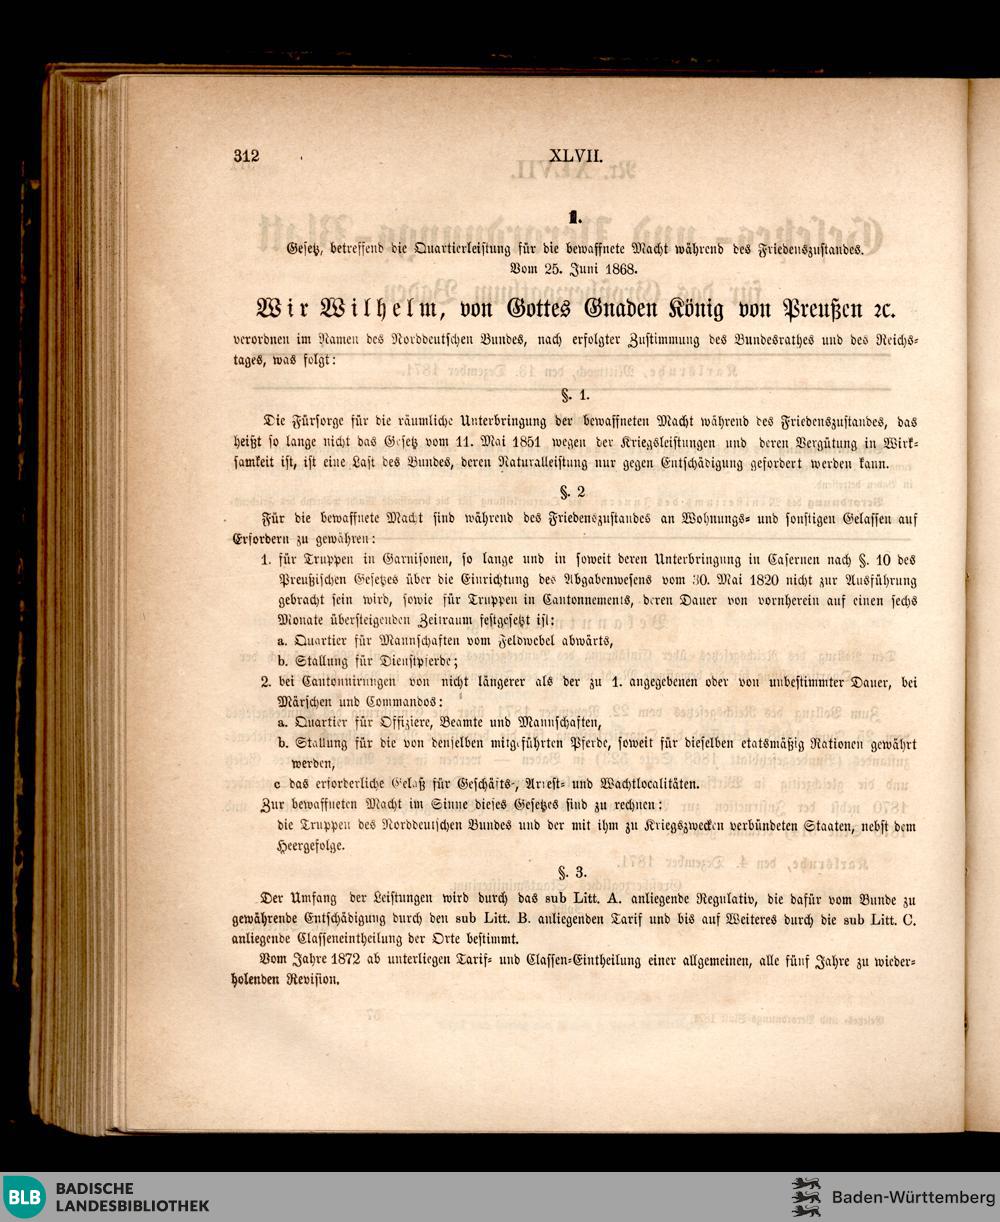 312
XLVII.
1.
Gesetz, betreffend die Quartierleistung für die bewaffnete Macht während des Friedenszustandes.
Vom 25. Juni 1868.
Wir Wilhelm, von Gottes Gnaden König von Preußen ꝛc.
verordnen im Namen des Norddeutschen Bundes, nach erfolgter Zustimmung des Bundesrathes und des Reichs-
tages, was folgt:
§. 1.
Die Fürsorge für die räumliche Unterbringung der bewaffneten Macht während des Friedenszustandes, das
heißt so lange nicht das Gesetz vom 11. Mai 1851 wegen der Kriegsleistungen und deren Vergütung in Wirk-
samkeit ist, ist eine Last des Bundes, deren Naturalleistung nur gegen Entschädigung gefordert werden kann.
§. 2
Für die bewaffnete Macht sind während des Friedenszustandes an Wohnungs- und sonstigen Gelassen auf
Erfordern zu gewähren:
1. für Truppen in Garnisonen, so lange und in soweit deren Unterbringung in Casernen nach §. 10 des
Preußischen Gesetzes über die Einrichtung des Abgabenwesens vom 30. Mai 1820 nicht zur Ausführung
gebracht sein wird, sowie für Truppen in Cantonnements, deren Dauer von vornherein auf einen sechs
Monate übersteigenden Zeitraum festgesetzt ist:
a. Quartier für Mannschaften vom Feldwebel abwärts,
b. Stallung für Dienstpferde;
2. bei Cantonnirungen von nicht längerer als der zu 1. angegebenen oder von unbestimmter Dauer, bei
Märschen und Commandos:
a. Quartier für Offiziere, Beamte und Mannschaften,
b. Stallung für die von denselben mitgeführten Pferde, soweit für dieselben etatsmäßig Rationen gewährt
werden,
c das erforderliche Gelaß für Geschäfts-, Arrest- und Wachtlocalitäten.
Zur bewaffneten Macht im Sinne dieses Gesetzes sind zu rechnen:
die Truppen des Norddeutschen Bundes und der mit ihm zu Kriegszwecken verbündeten Staaten, nebst dem
Heergefolge.
§. 3.
Der Umfang der Leistungen wird durch das sub Litt. A. anliegende Regulativ, die dafür vom Bunde zu
gewährende Entschädigung durch den sub Litt. B. anliegenden Tarif und bis auf Weiteres durch die sub Litt. C.
anliegende Classeneintheilung der Orte bestimmt.
Vom Jahre 1872 ab unterliegen Tarif- und Classen-Eintheilung einer allgemeinen, alle fünf Jahre zu wieder-
holenden Revision.
BLB
BADISCHE
LANDESBIBLIOTHEK
Baden-Württemberg